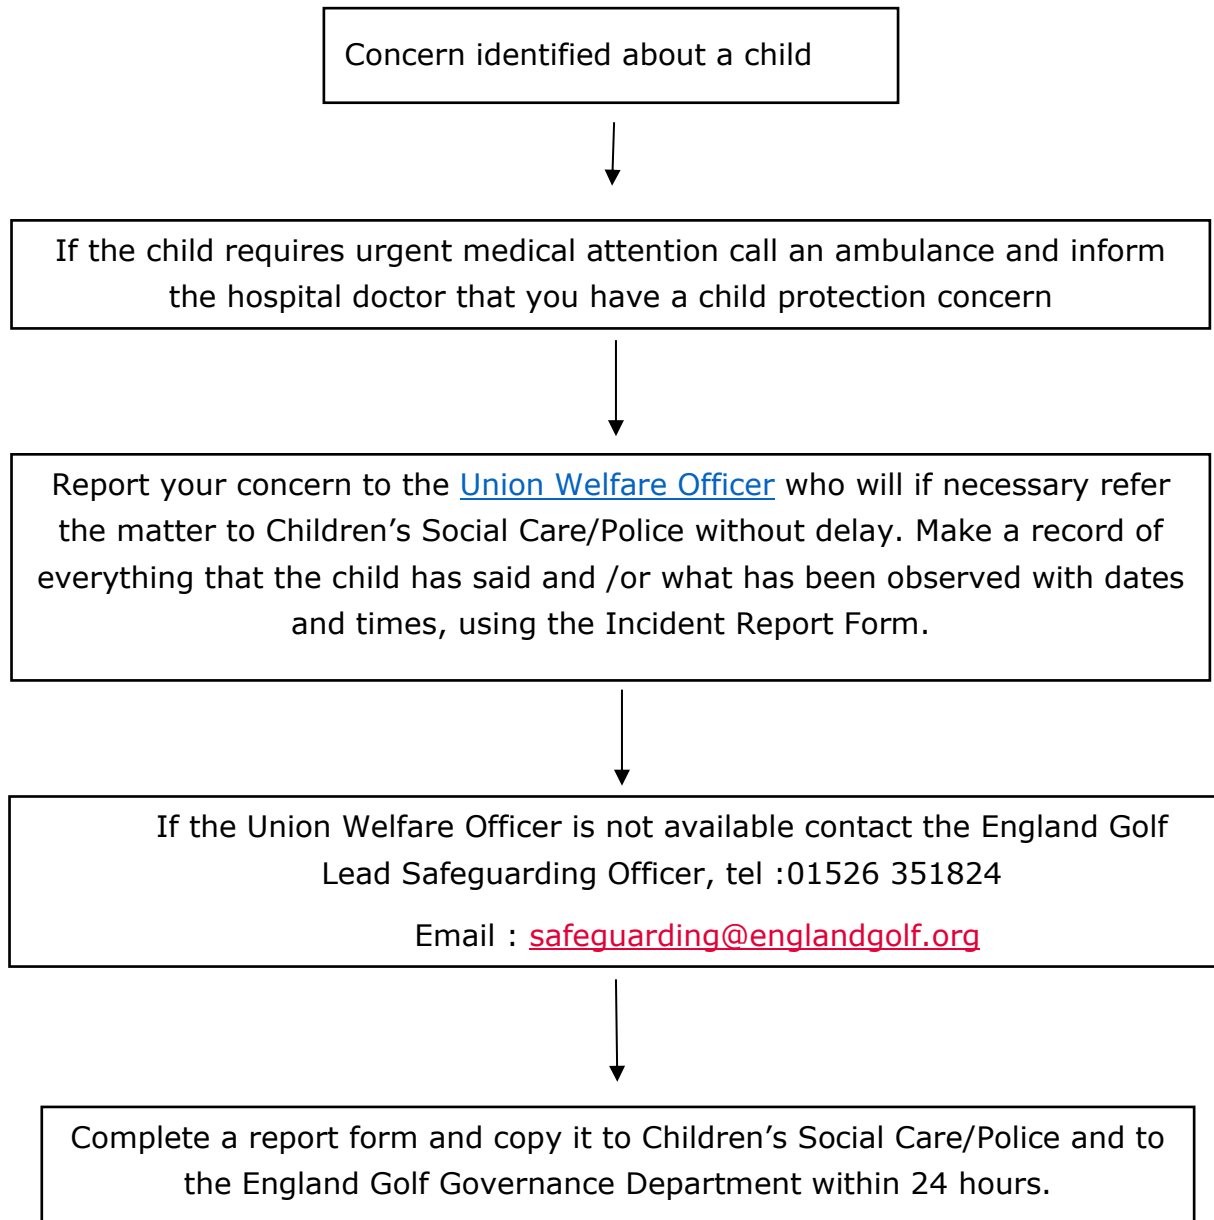 Concern identified about a child
If the child requires urgent medical attention call an ambulance and inform
the hospital doctor that you have a child protection concern
Report your concern to the Union Welfare Officer who will if necessary refer
the matter to Children’s Social Care/Police without delay. Make a record of
everything that the child has said and /or what has been observed with dates
and times, using the Incident Report Form.
If the Union Welfare Officer is not available contact the England Golf
Lead Safeguarding Officer, tel :01526 351824
Email : safeguarding@englandgolf.org
Complete a report form and copy it to Children’s Social Care/Police and to
the England Golf Governance Department within 24 hours.